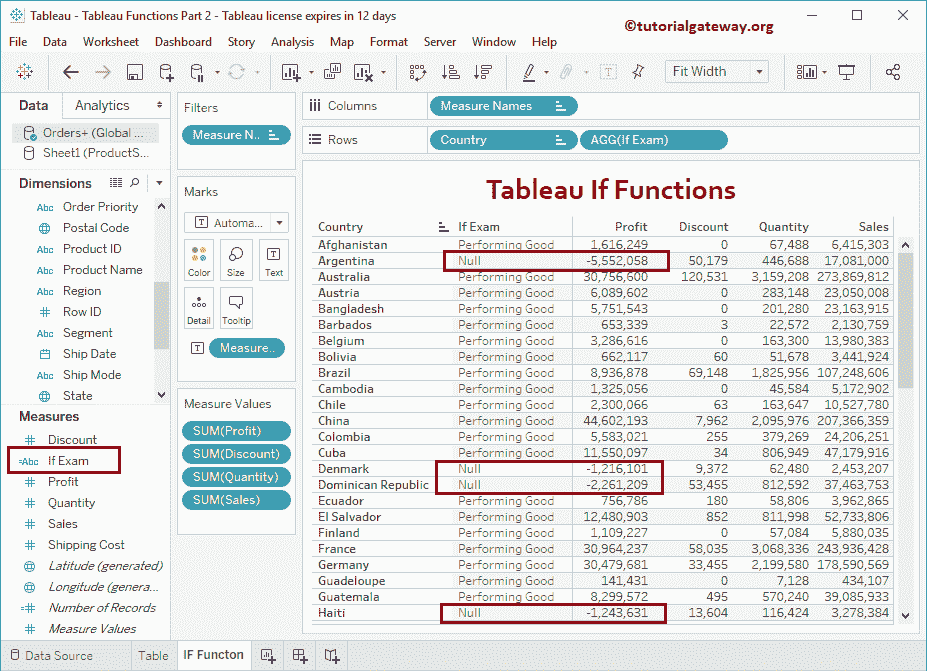 Tableau - Tableau Functions Part 2 - Tableau license expires in 12 days
©tutorialgateway.org
File Data Worksheet Dashboard Story Analysis Map Format Server Window Help
Fit Width
Data Analytics
Orders+ (Global ...
Sheet1 (ProductS...
Dimensions
Abc Order Priority
Postal Code
Abc Product ID
Abc Product Name
Abc Region
Row ID
Abc Segment
Ship Date
Abc Ship Mode
State
Measures
Discount
=Abc If Exam
Profit
Quantity
Sales
Shipping Cost
Latitude (generated)
Longitude (genera...
Number of Records
Measure Values
Filters
Measure N..
Marks
Automa...
Color Size Text
Detail Tooltip
Measure..
Measure Values
SUM(Profit)
SUM(Discount)
SUM(Quantity)
SUM(Sales)
Columns Measure Names
Rows Country AGG(If Exam)
Tableau If Functions
Country If Exam Profit Discount Quantity Sales
Afghanistan Performing Good 1,616,249 0 67,488 6,415,303
Argentina Null -5,552,058 50,179 446,688 17,081,000
Australia Performing Good 30,756,600 120,531 3,159,208 273,869,812
Austria Performing Good 6,089,602 0 283,148 23,050,008
Bangladesh Performing Good 5,751,543 0 201,280 23,163,915
Barbados Performing Good 653,339 3 22,572 2,130,759
Belgium Performing Good 3,286,616 0 163,300 13,980,383
Bolivia Performing Good 662,117 60 51,678 3,441,924
Brazil Performing Good 8,936,878 69,148 1,825,956 107,248,606
Cambodia Performing Good 1,325,056 0 45,584 5,172,902
Chile Performing Good 2,300,066 63 163,647 10,527,780
China Performing Good 44,602,193 7,962 2,095,976 207,366,359
Colombia Performing Good 5,583,021 255 379,269 24,206,251
Cuba Performing Good 11,550,097 34 806,949 47,179,916
Denmark Null -1,216,101 9,372 62,480 2,453,207
Dominican Republic Null -2,261,209 53,455 812,592 37,463,753
Ecuador Performing Good 756,786 180 58,806 3,962,865
El Salvador Performing Good 12,480,903 852 811,998 52,733,806
Finland Performing Good 1,109,227 0 57,084 5,880,035
France Performing Good 30,964,237 58,035 3,068,336 243,936,428
Germany Performing Good 30,479,681 33,455 2,199,580 178,590,569
Guadeloupe Performing Good 141,431 0 7,128 434,107
Guatemala Performing Good 8,299,572 495 570,240 39,085,933
Haiti Null -1,243,631 13,604 116,424 3,278,384
Data Source Table IF Functon